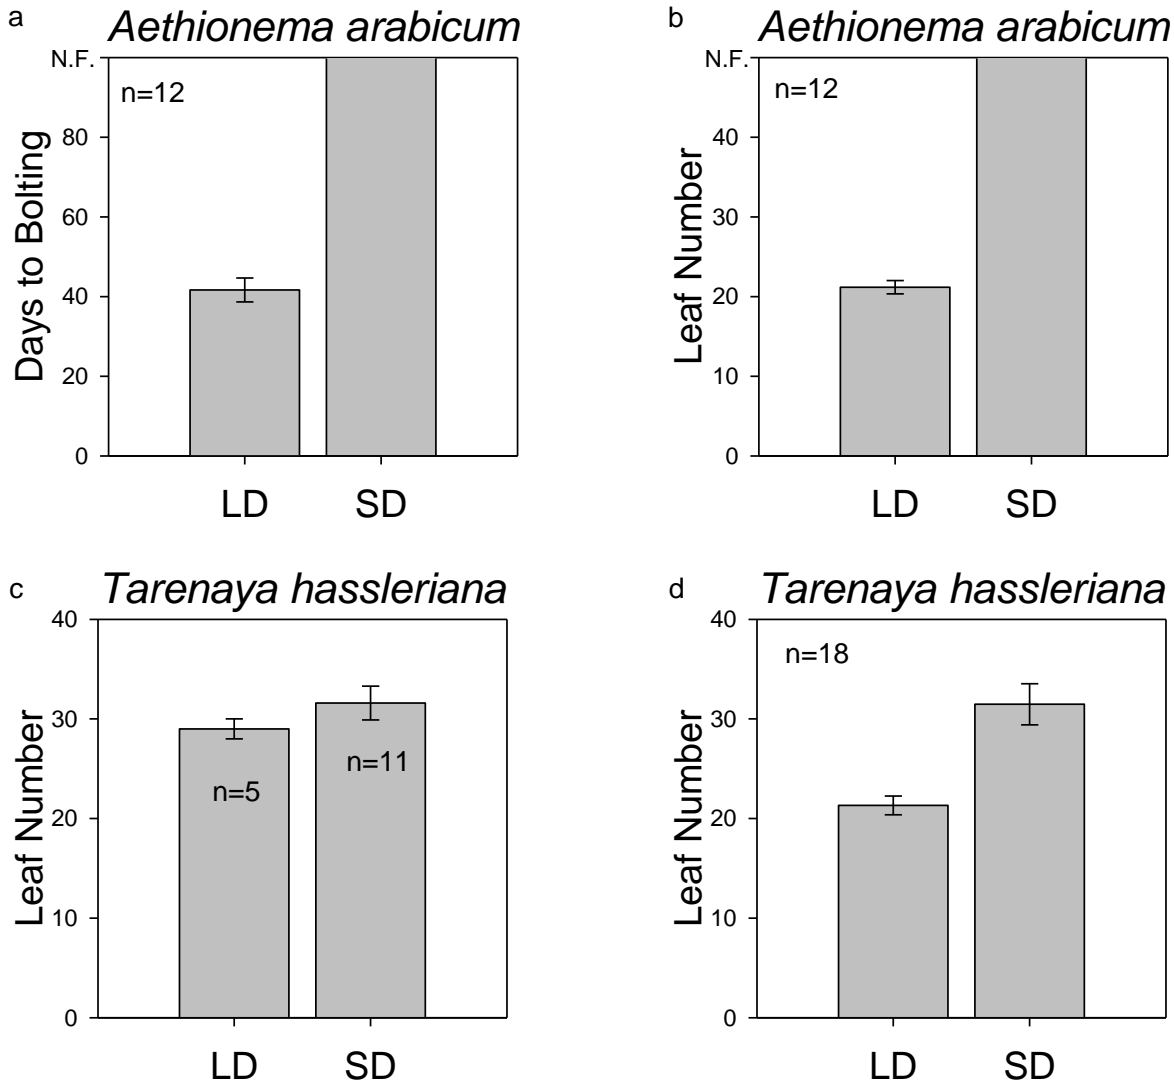 a
Aethionema arabicum
N.F.
80
60
40
20
0
Days to Bolting
n=12
LD SD
b
Aethionema arabicum
N.F.
40
30
20
10
0
Leaf Number
n=12
LD SD
c
Tarenaya hassleriana
40
30
20
10
0
Leaf Number
n=5
n=11
LD SD
d
Tarenaya hassleriana
40
30
20
10
0
Leaf Number
n=18
LD SD